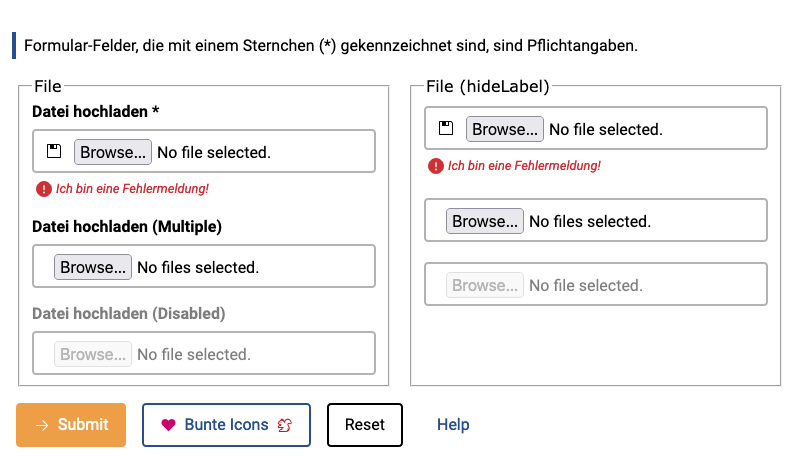 Formular-Felder, die mit einem Sternchen (*) gekennzeichnet sind, sind Pflichtangaben.
File
Datei hochladen *
Browse... No file selected.
Ich bin eine Fehlermeldung!
Datei hochladen (Multiple)
Browse... No files selected.
Datei hochladen (Disabled)
Browse... No file selected.
File (hideLabel)
Browse... No file selected.
Ich bin eine Fehlermeldung!
Browse... No files selected.
Browse... No file selected.
Submit
Bunte Icons
Reset
Help